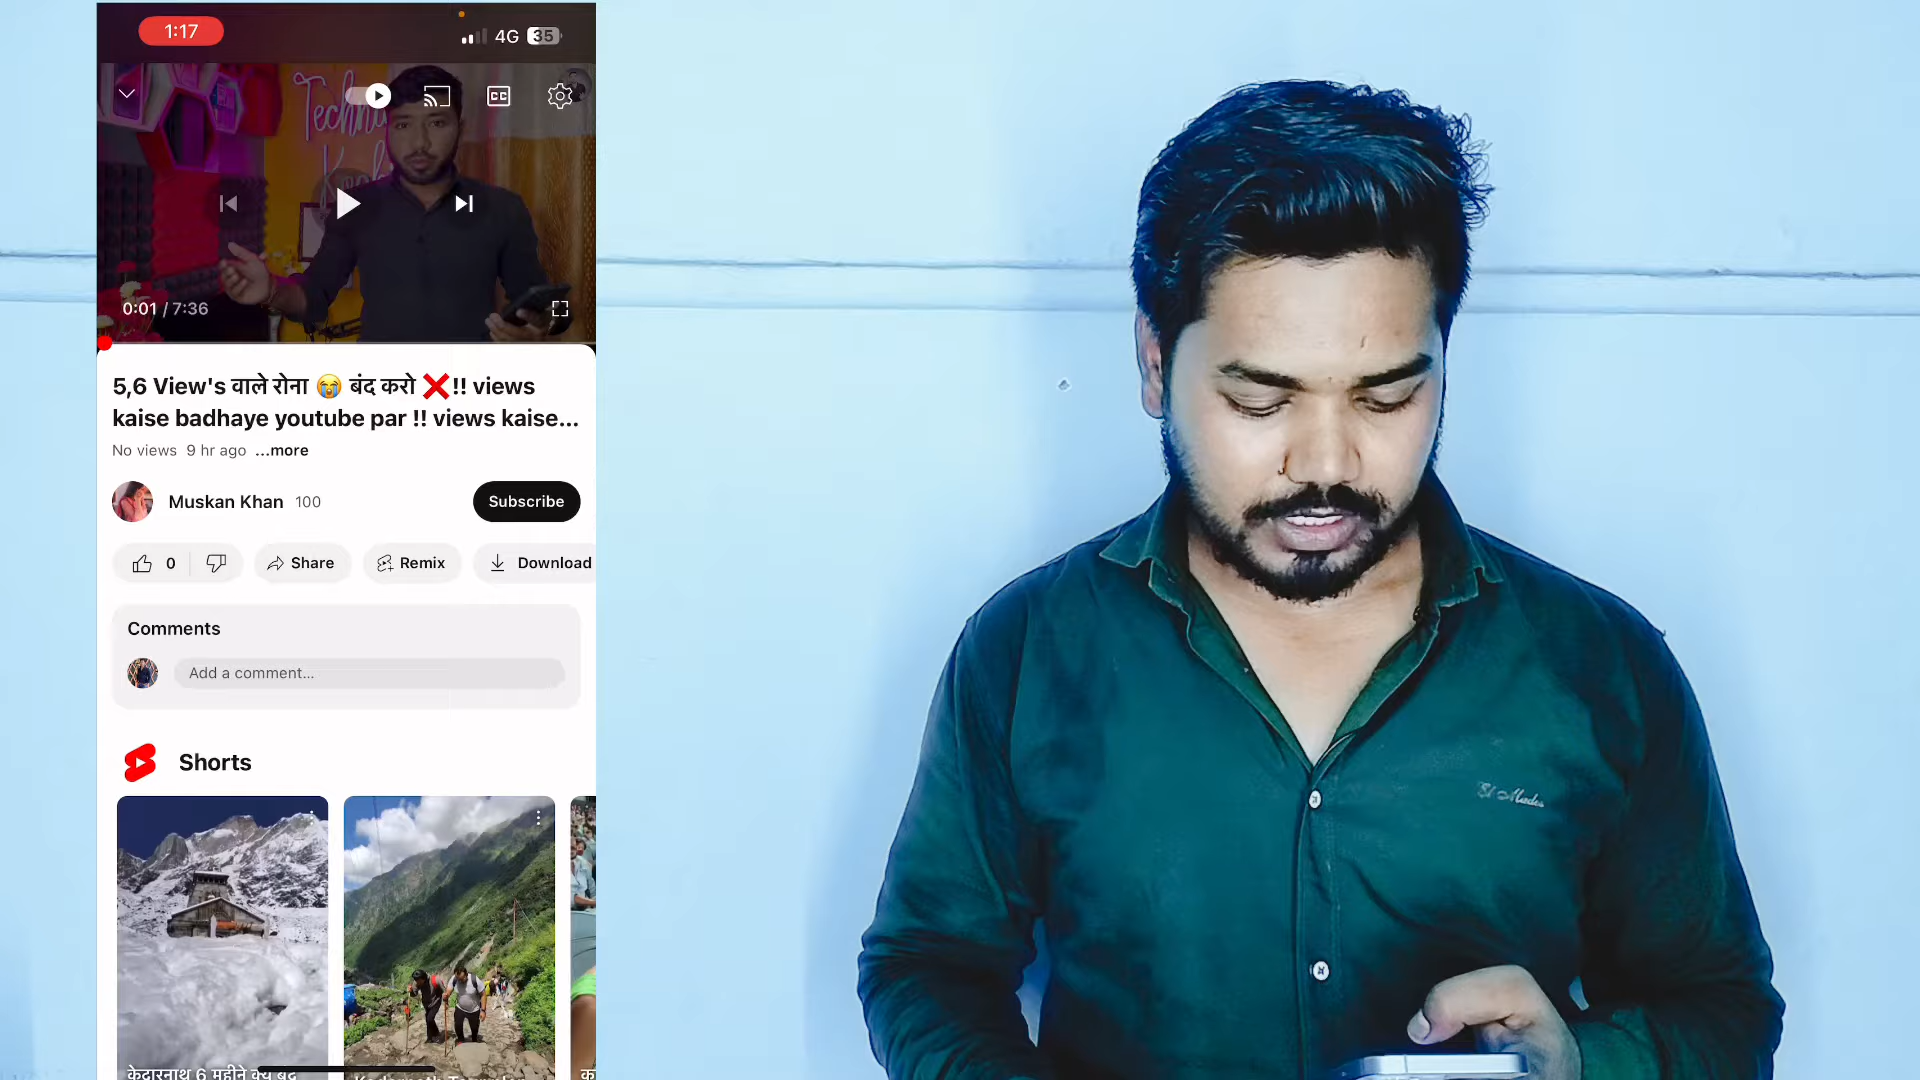 1:17
4G 35
Techno
CC
0:01 / 7:36
5,6 View's वाले रोना 😭 बंद करो ❌!! views
kaise badhaye youtube par !! views kaise...
No views 9 hr ago ...more
Muskan Khan 100
Subscribe
0 Share Remix Download
Comments
Add a comment...
Shorts
केदारनाथ 6 महीने क्यों बंद